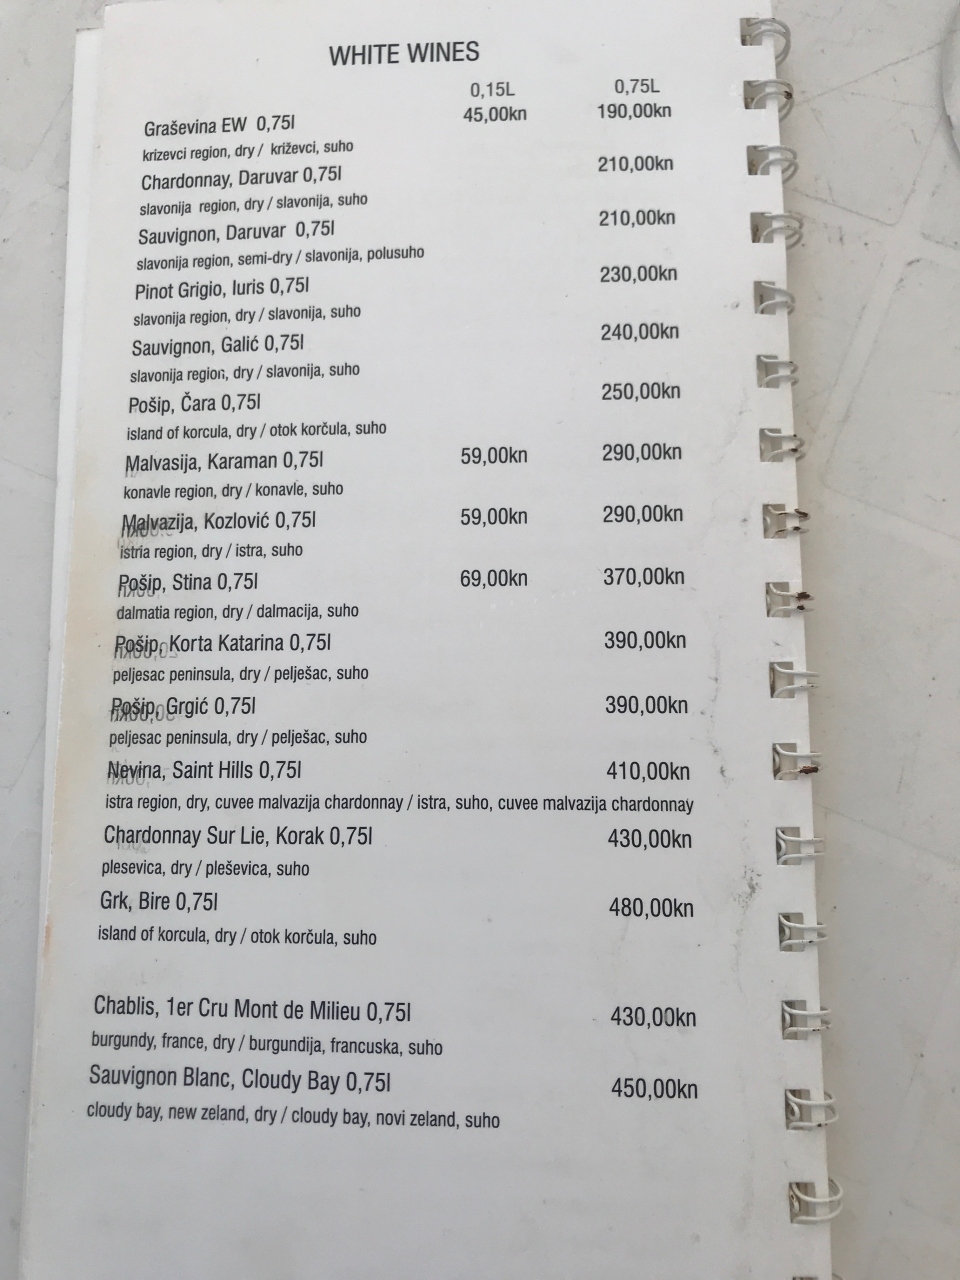 WHITE WINES
0,15L 0,75L
Graševina EW 0,75l 45,00kn 190,00kn
krizevci region, dry / križevci, suho
Chardonnay, Daruvar 0,75l 210,00kn
slavonija region, dry / slavonija, suho
Sauvignon, Daruvar 0,75l 210,00kn
slavonija region, semi-dry / slavonija, polusuho
Pinot Grigio, Iuris 0,75l 230,00kn
slavonija region, dry / slavonija, suho
Sauvignon, Galić 0,75l 240,00kn
slavonija region, dry / slavonija, suho
Pošip, Čara 0,75l 250,00kn
island of korcula, dry / otok korčula, suho
Malvasija, Karaman 0,75l 59,00kn 290,00kn
konavle region, dry / konavle, suho
Malvazija, Kozlović 0,75l 59,00kn 290,00kn
istria region, dry / istra, suho
Pošip, Stina 0,75l 69,00kn 370,00kn
dalmatia region, dry / dalmacija, suho
Pošip, Korta Katarina 0,75l 390,00kn
peljesac peninsula, dry / pelješac, suho
Pošip, Grgić 0,75l 390,00kn
peljesac peninsula, dry / pelješac, suho
Nevina, Saint Hills 0,75l 410,00kn
istra region, dry, cuvee malvazija chardonnay / istra, suho, cuvee malvazija chardonnay
Chardonnay Sur Lie, Korak 0,75l 430,00kn
plesevica, dry / pleševica, suho
Grk, Bire 0,75l 480,00kn
island of korcula, dry / otok korčula, suho
Chablis, 1er Cru Mont de Milieu 0,75l 430,00kn
burgundy, france, dry / burgundija, francuska, suho
Sauvignon Blanc, Cloudy Bay 0,75l 450,00kn
cloudy bay, new zeland, dry / cloudy bay, novi zeland, suho